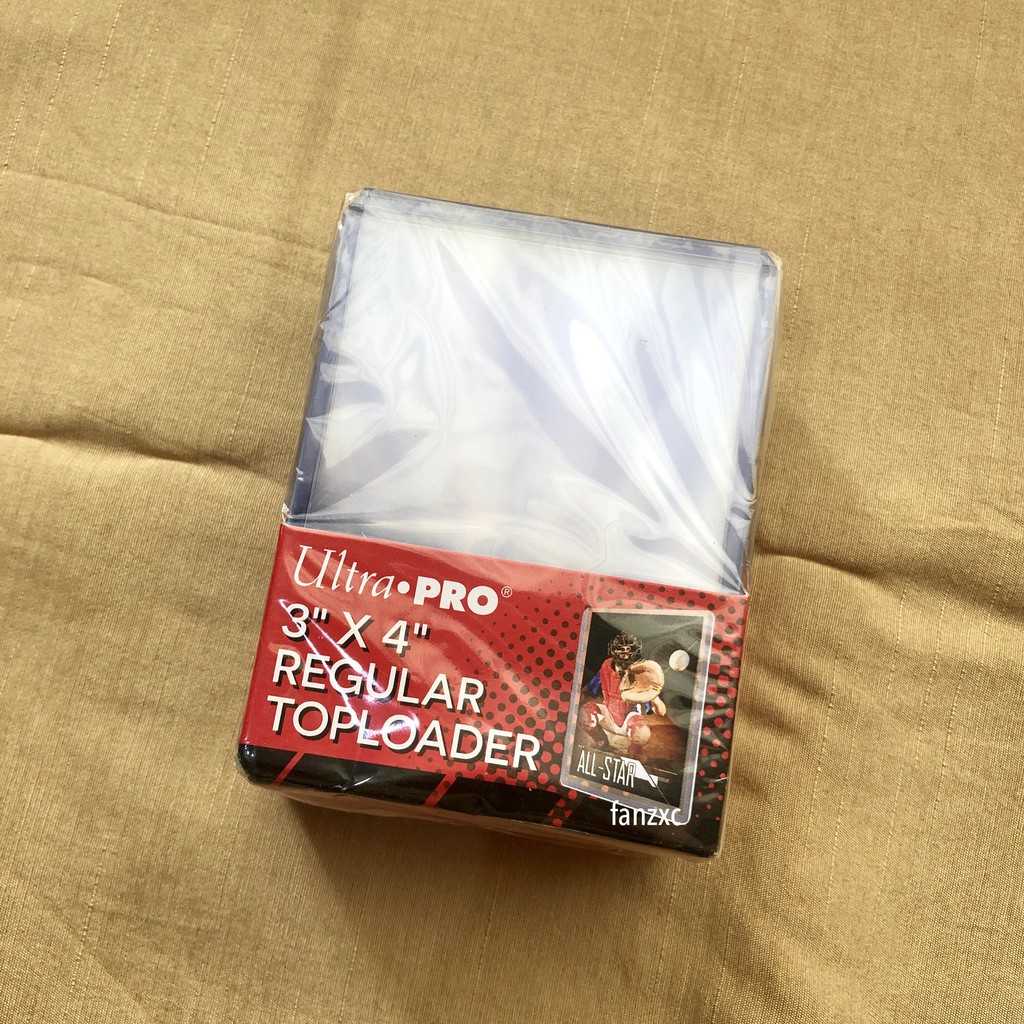 Ultra•PRO®
3" X 4"
REGULAR
TOPLOADER
ALL-STAR
fanzxc